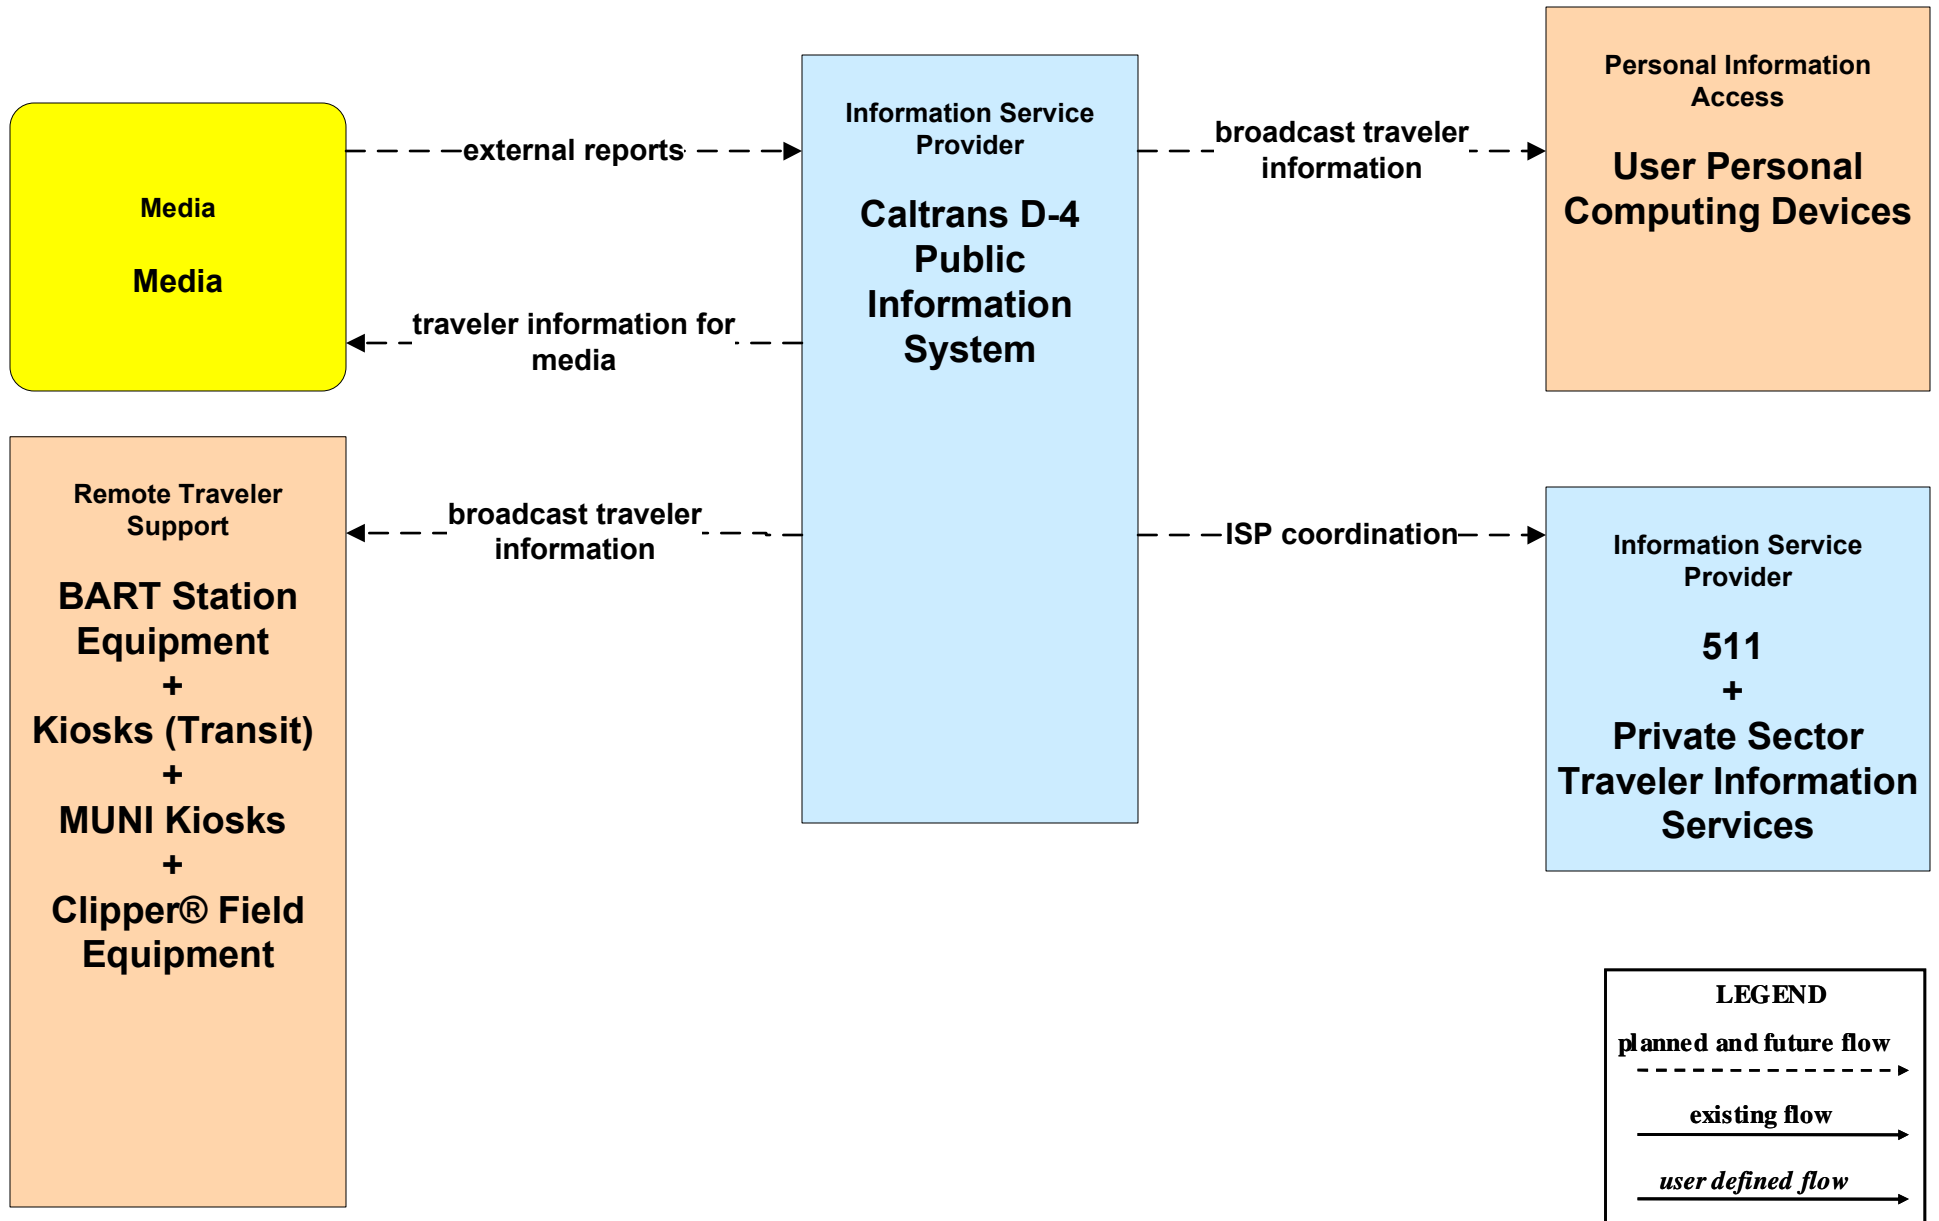 Media
Media
external reports
traveler information for
media
Information Service
Provider
Caltrans D-4
Public
Information
System
broadcast traveler
information
Personal Information
Access
User Personal
Computing Devices
Remote Traveler
Support
BART Station
Equipment
+
Kiosks (Transit)
+
MUNI Kiosks
+
Clipper® Field
Equipment
broadcast traveler
information
ISP coordination
Information Service
Provider
511
+
Private Sector
Traveler Information
Services
LEGEND
planned and future flow
existing flow
user defined flow